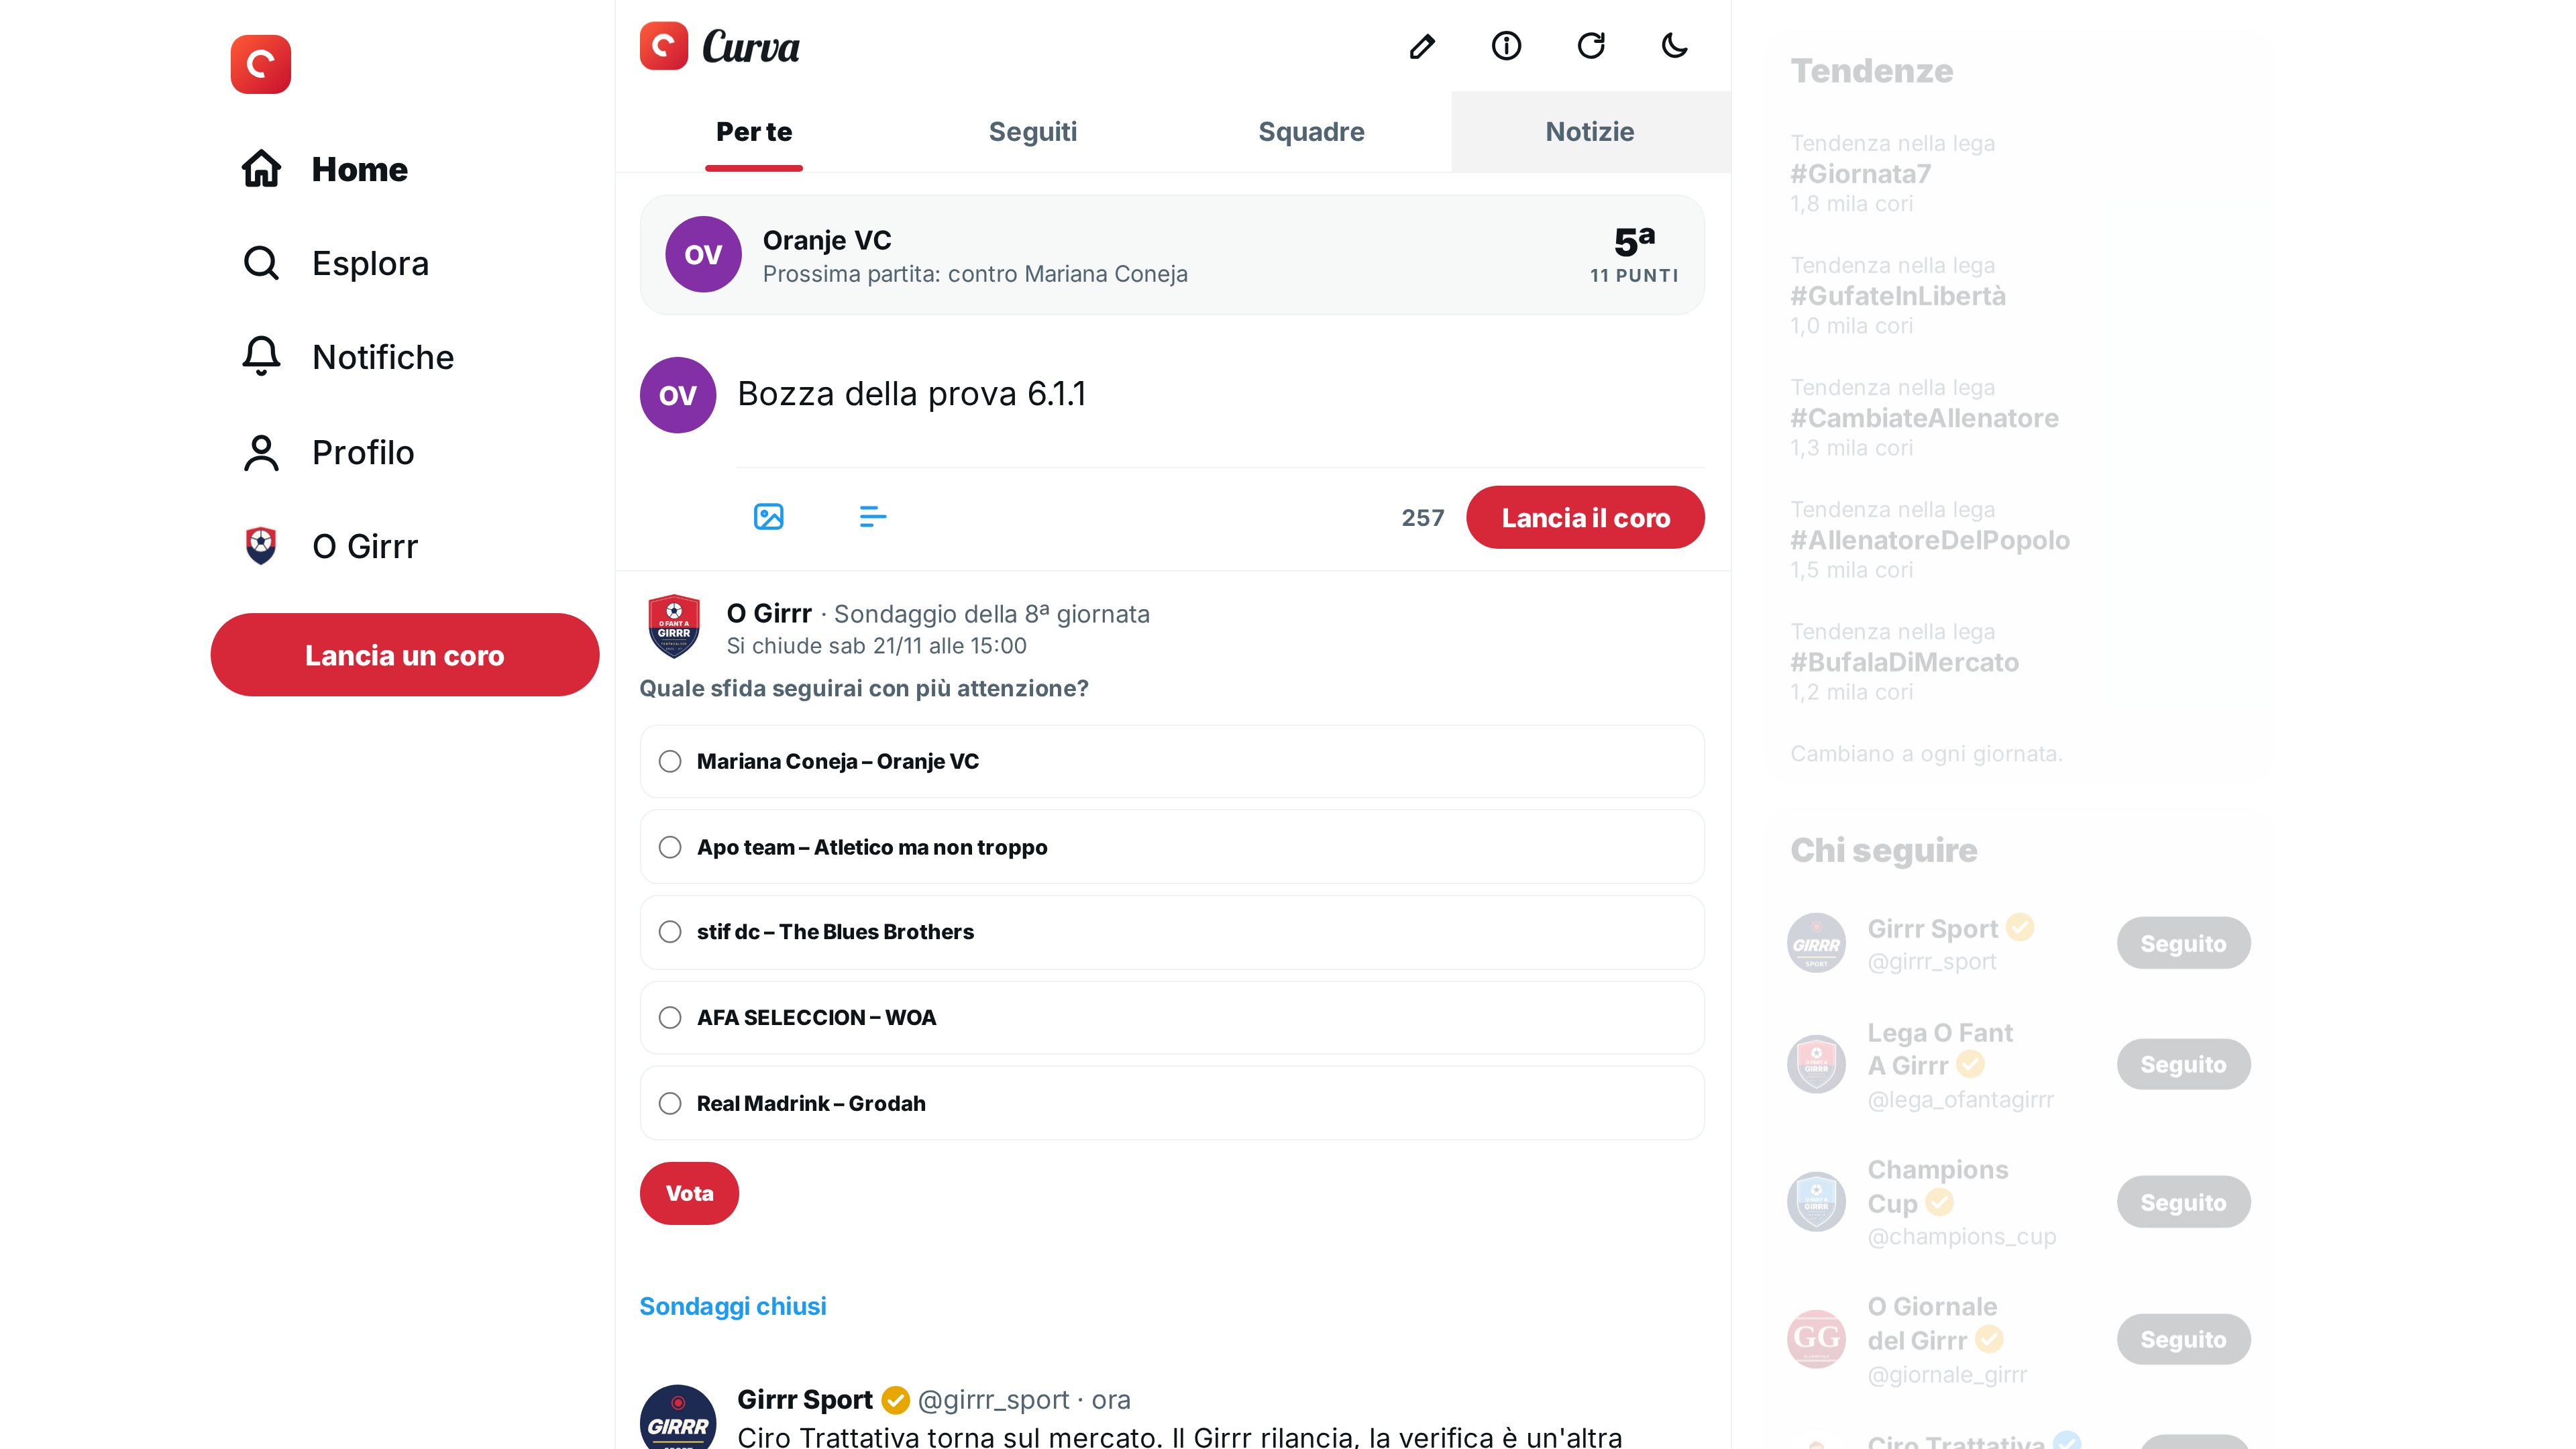 Home
Esplora
Notifiche
Profilo
O Girrr
Lancia un coro
Curva
Per te
Seguiti
Squadre
Notizie
OV
Oranje VC
Prossima partita: contro Mariana Coneja
5ª
11 PUNTI
OV
Bozza della prova 6.1.1
257
Lancia il coro
O FANT A
GIRRR
O Girrr · Sondaggio della 8ª giornata
Si chiude sab 21/11 alle 15:00
Quale sfida seguirai con più attenzione?
Mariana Coneja – Oranje VC
Apo team – Atletico ma non troppo
stif dc – The Blues Brothers
AFA SELECCION – WOA
Real Madrink – Grodah
Vota
Sondaggi chiusi
GIRRR
Girrr Sport @girrr_sport · ora
Ciro Trattativa torna sul mercato. Il Girrr rilancia, la verifica è un'altra
Tendenze
Tendenza nella lega
#Giornata7
1,8 mila cori
Tendenza nella lega
#GufateInLibertà
1,0 mila cori
Tendenza nella lega
#CambiateAllenatore
1,3 mila cori
Tendenza nella lega
#AllenatoreDelPopolo
1,5 mila cori
Tendenza nella lega
#BufalaDiMercato
1,2 mila cori
Cambiano a ogni giornata.
Chi seguire
GIRRR
SPORT
Girrr Sport
@girrr_sport
Seguito
Lega O Fant
A Girrr
@lega_ofantagirrr
Seguito
Champions
Cup
@champions_cup
Seguito
GG
O Giornale
del Girrr
@giornale_girrr
Seguito
Ciro Trattativa